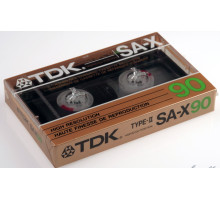 TDK SA-X 90
HIGH RESOLUTION
HAUTE FINESSE DE REPRODUCTION
TDK TYPE-II SA-X90